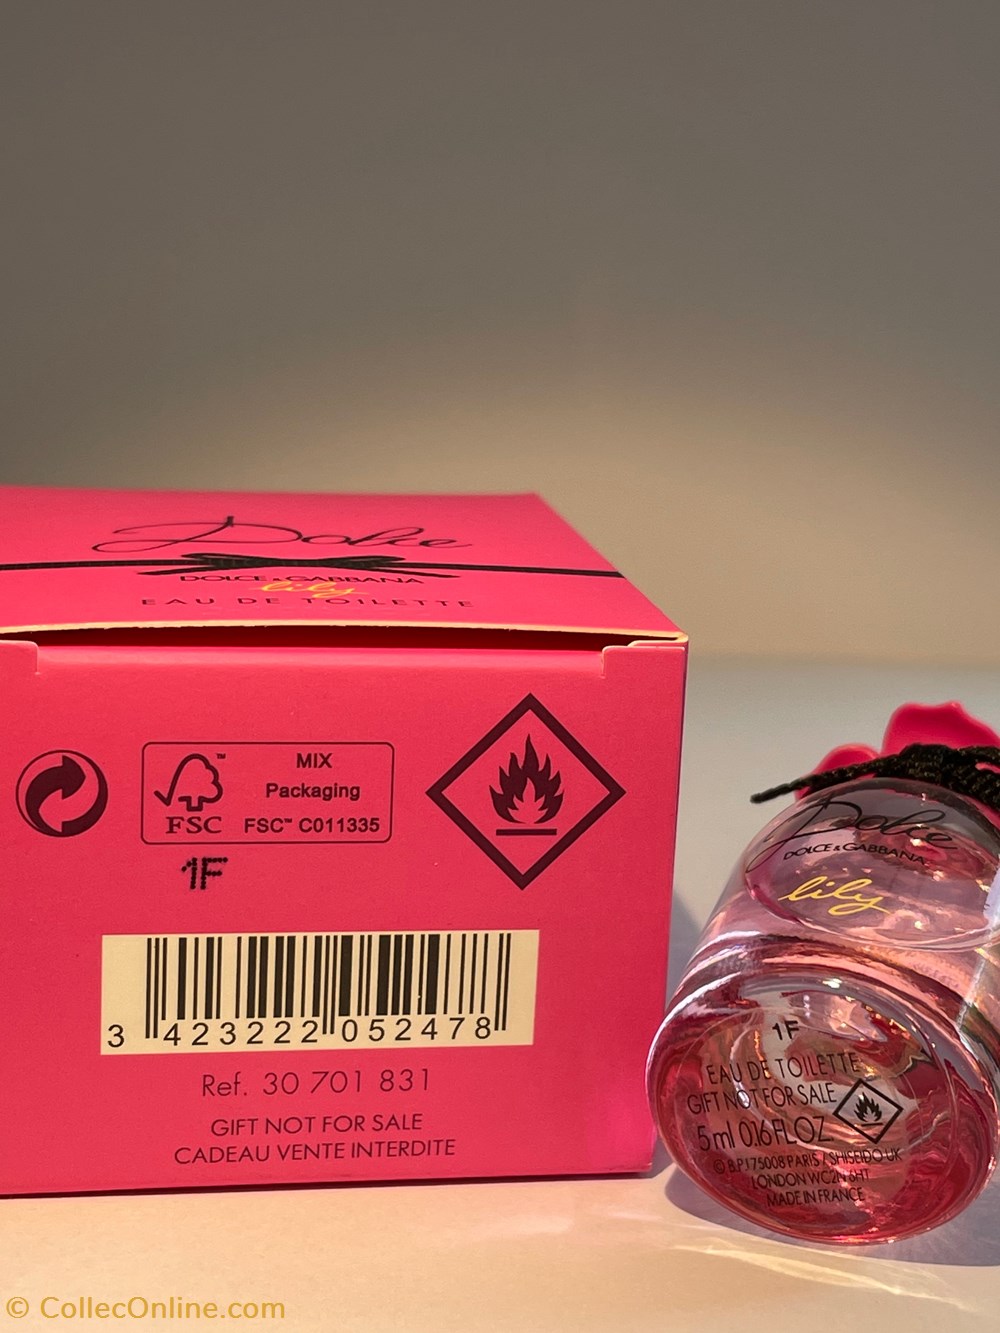 Dolce
DOLCE & GABBANA
lily
EAU DE TOILETTE
FSC™
MIX
Packaging
FSC™ C011335
1F
3 423222 052478
Ref. 30 701 831
GIFT NOT FOR SALE
CADEAU VENTE INTERDITE
Dolce
DOLCE & GABBANA
lily
1F
EAU DE TOILETTE
GIFT NOT FOR SALE
5 ml 0.16 FL.OZ.
© B.P.I 75008 PARIS / SHISEIDO UK
LONDON WC2N 6HT
MADE IN FRANCE
© CollecOnline.com